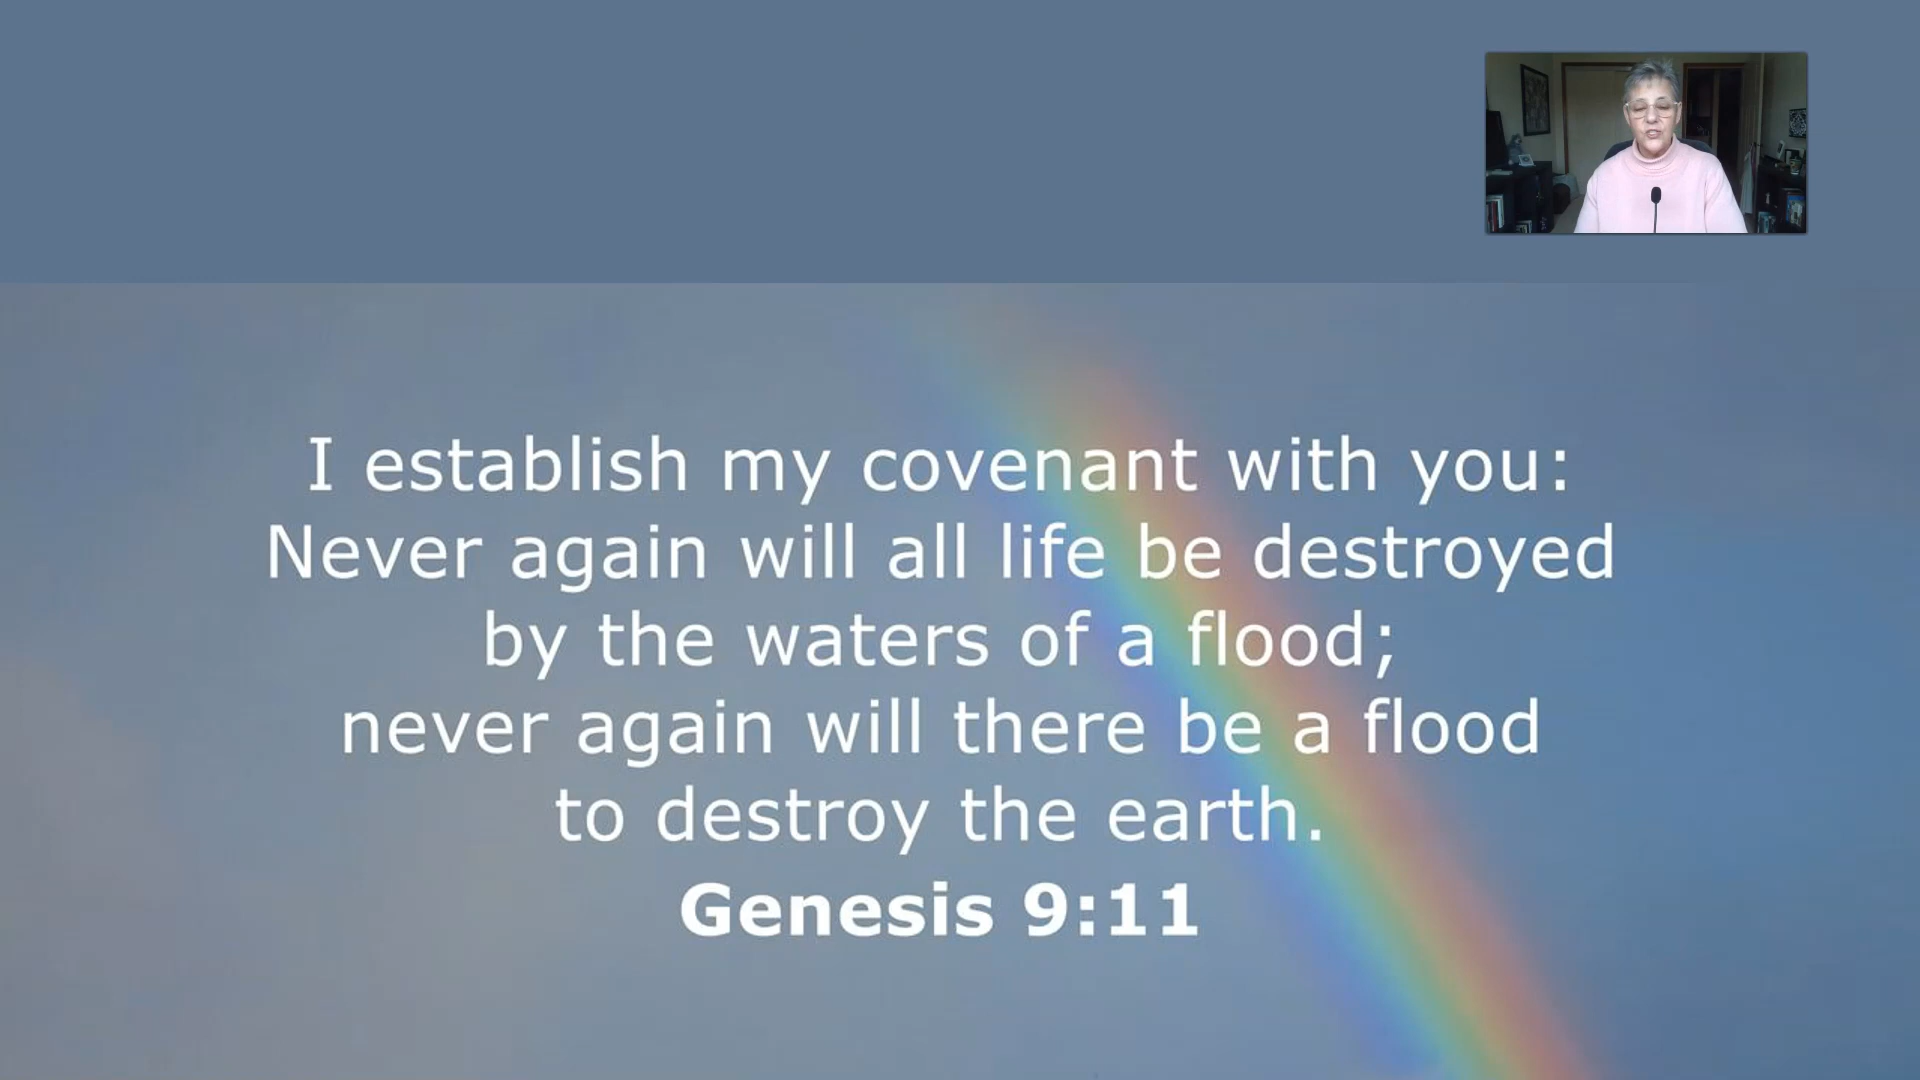 I establish my covenant with you:
Never again will all life be destroyed
by the waters of a flood;
never again will there be a flood
to destroy the earth.
Genesis 9:11